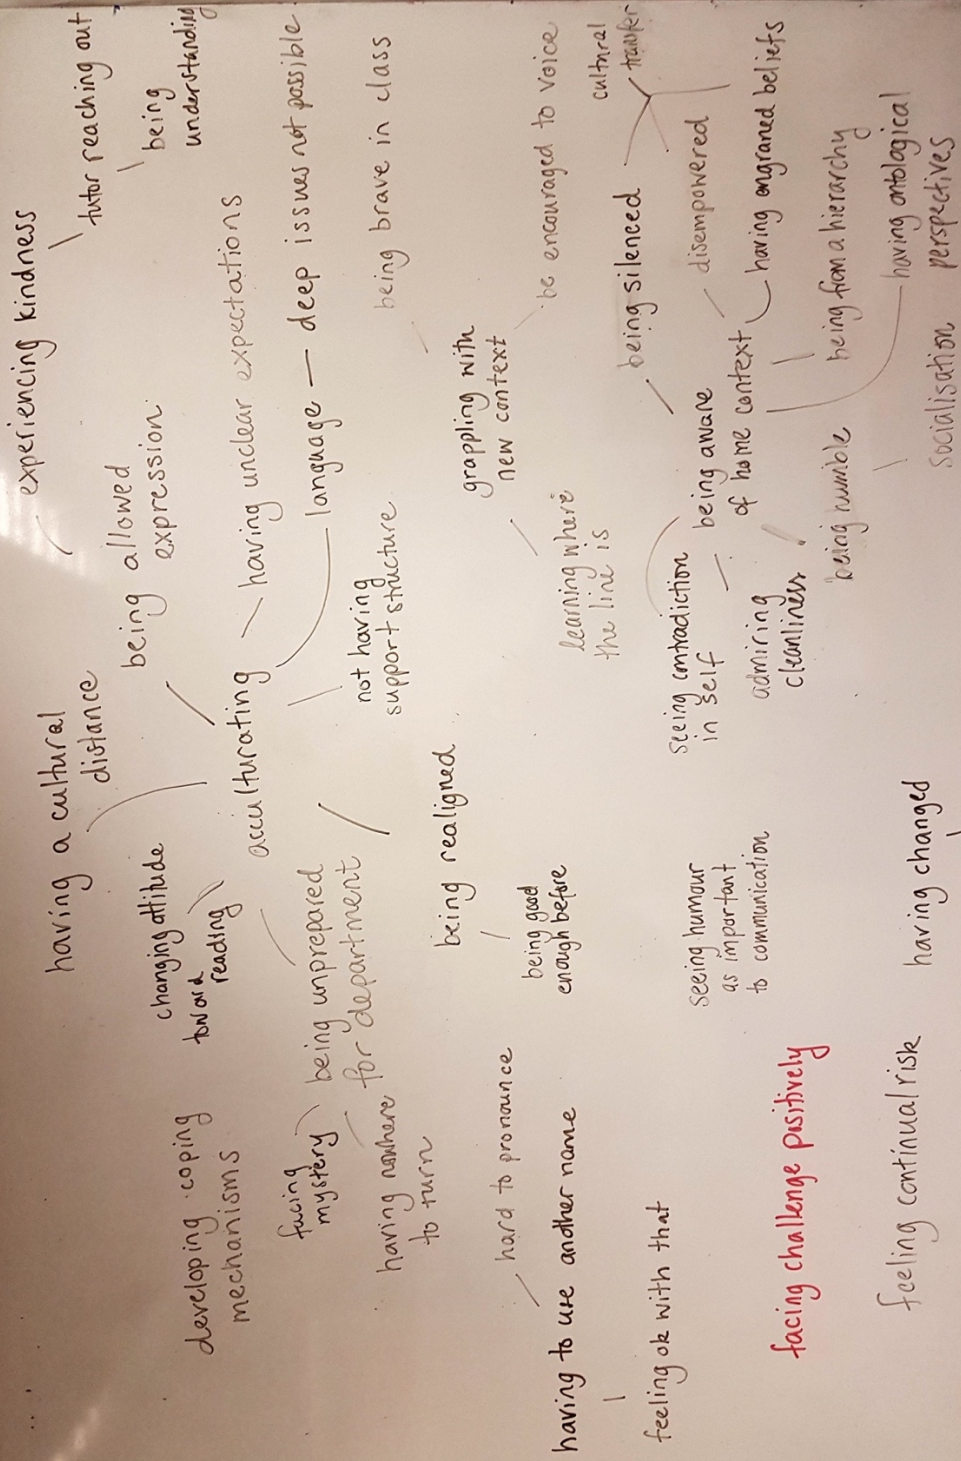 having a cultural
distance
experiencing kindness
tutor reaching out
being
understanding
being allowed
expression
changing attitude
toward
reading
developing coping
mechanisms
acculturating
having unclear expectations
language
deep issues not possible
facing
mystery
being unprepared
for department
not having
support structure
being brave in class
having nowhere
to turn
being realigned
being good
enough before
grappling with
new context
be encouraged to voice
learning where
the line is
hard to pronounce
having to use another name
feeling ok with that
being silenced
cultural
transfer
disempowered
seeing contradiction
in self
being aware
of home context
having engraned beliefs
seeing humour
as important
to communication
admiring
cleanliness
being humble
being from a hierarchy
having ontological
perspectives
socialisation
facing challenge positively
feeling continual risk
having changed